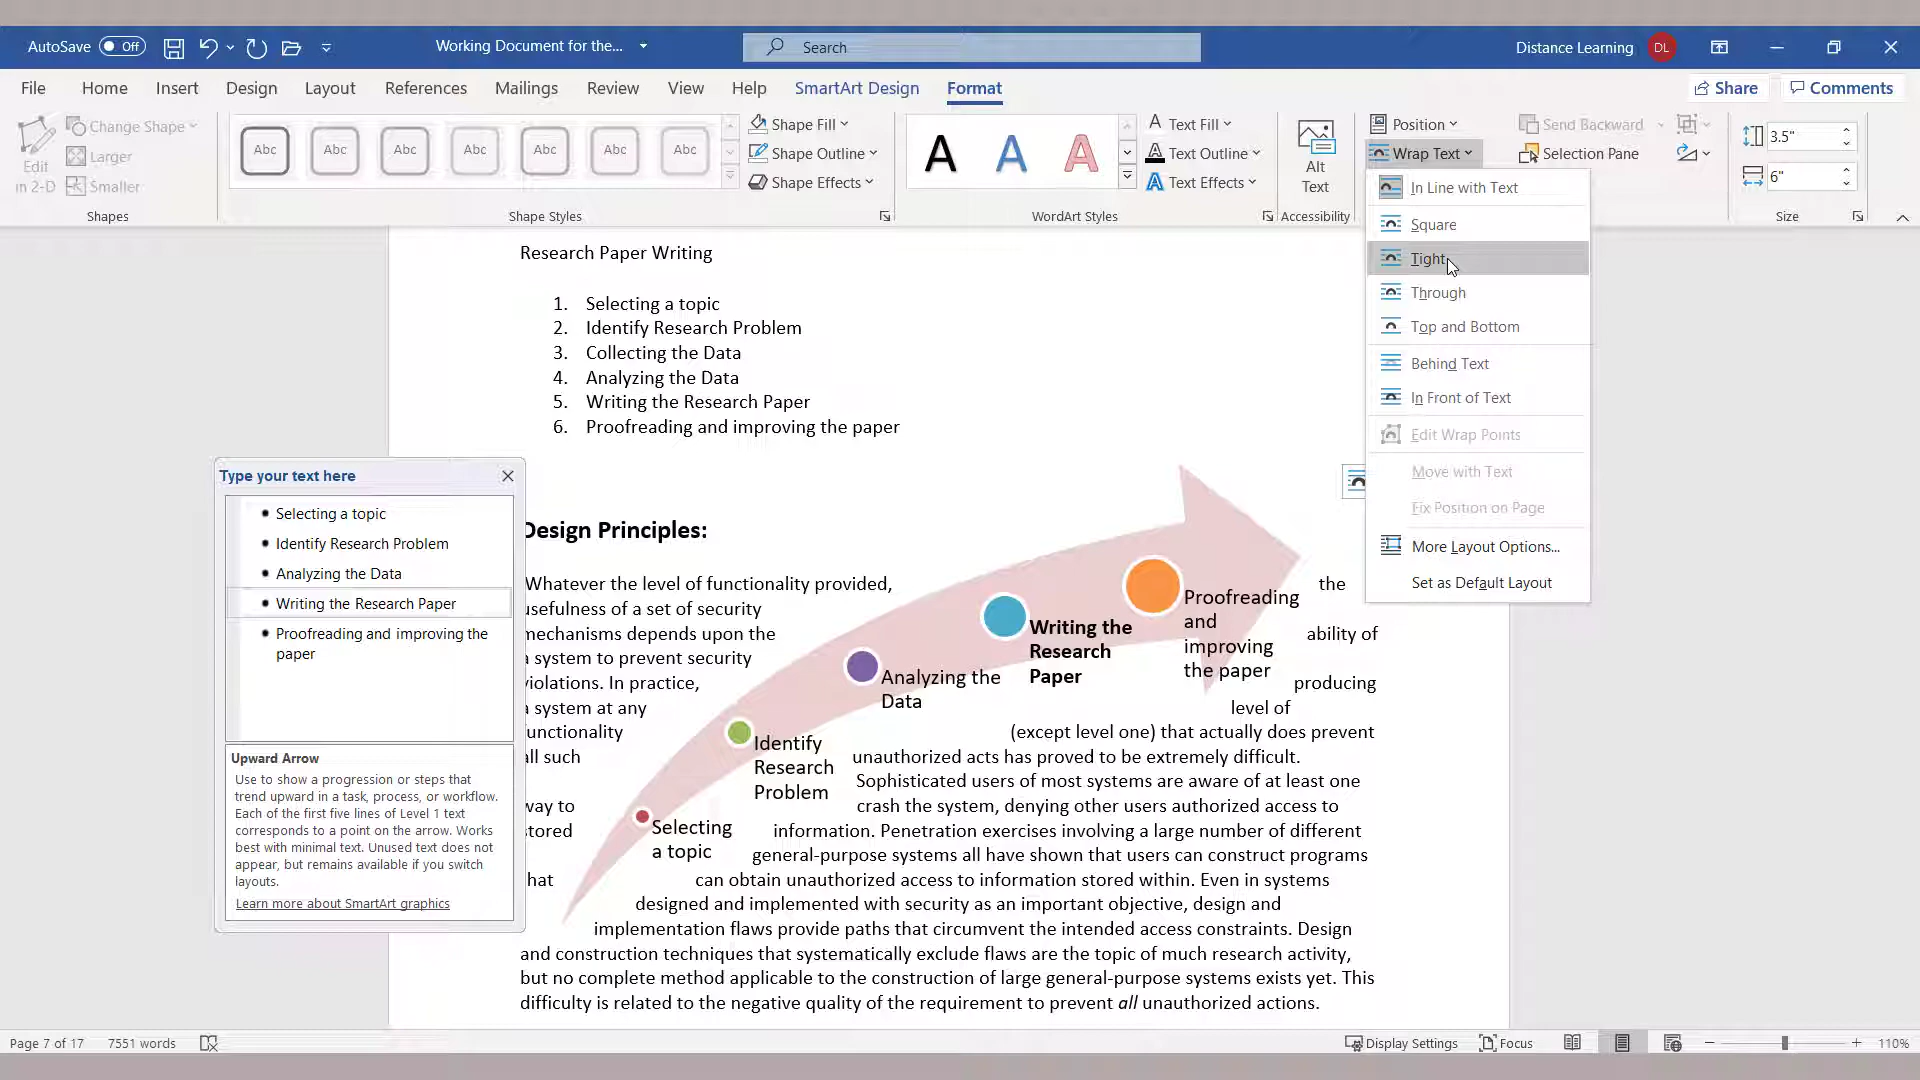 AutoSave Off
Working Document for the...
Search
Distance Learning DL
File Home Insert Design Layout References Mailings Review View Help SmartArt Design Format
Share Comments
Edit in 2-D
Change Shape
Larger
Smaller
Shapes
Abc Abc Abc Abc Abc Abc Abc
Shape Fill
Shape Outline
Shape Effects
Shape Styles
A A A
Text Fill
Text Outline
Text Effects
WordArt Styles
Alt Text
Accessibility
Position
Wrap Text
Send Backward
Selection Pane
3.5"
6"
Size
In Line with Text
Square
Tight
Through
Top and Bottom
Behind Text
In Front of Text
Edit Wrap Points
Move with Text
Fix Position on Page
More Layout Options...
Set as Default Layout
Research Paper Writing
1. Selecting a topic
2. Identify Research Problem
3. Collecting the Data
4. Analyzing the Data
5. Writing the Research Paper
6. Proofreading and improving the paper
Type your text here
Selecting a topic
Identify Research Problem
Analyzing the Data
Writing the Research Paper
Proofreading and improving the
paper
Upward Arrow
Use to show a progression or steps that
trend upward in a task, process, or workflow.
Each of the first five lines of Level 1 text
corresponds to a point on the arrow. Works
best with minimal text. Unused text does not
appear, but remains available if you switch
layouts.
Learn more about SmartArt graphics
Design Principles:
Whatever the level of functionality provided, the
usefulness of a set of security
mechanisms depends upon the ability of
a system to prevent security
violations. In practice, producing
a system at any level of
functionality (except level one) that actually does prevent
all such unauthorized acts has proved to be extremely difficult.
Sophisticated users of most systems are aware of at least one
way to crash the system, denying other users authorized access to
stored information. Penetration exercises involving a large number of different
general-purpose systems all have shown that users can construct programs
that can obtain unauthorized access to information stored within. Even in systems
designed and implemented with security as an important objective, design and
implementation flaws provide paths that circumvent the intended access constraints. Design
and construction techniques that systematically exclude flaws are the topic of much research activity,
but no complete method applicable to the construction of large general-purpose systems exists yet. This
difficulty is related to the negative quality of the requirement to prevent all unauthorized actions.
Selecting
a topic
Identify
Research
Problem
Analyzing the
Data
Writing the
Research
Paper
Proofreading
and
improving
the paper
Page 7 of 17 7551 words
Display Settings Focus 110%